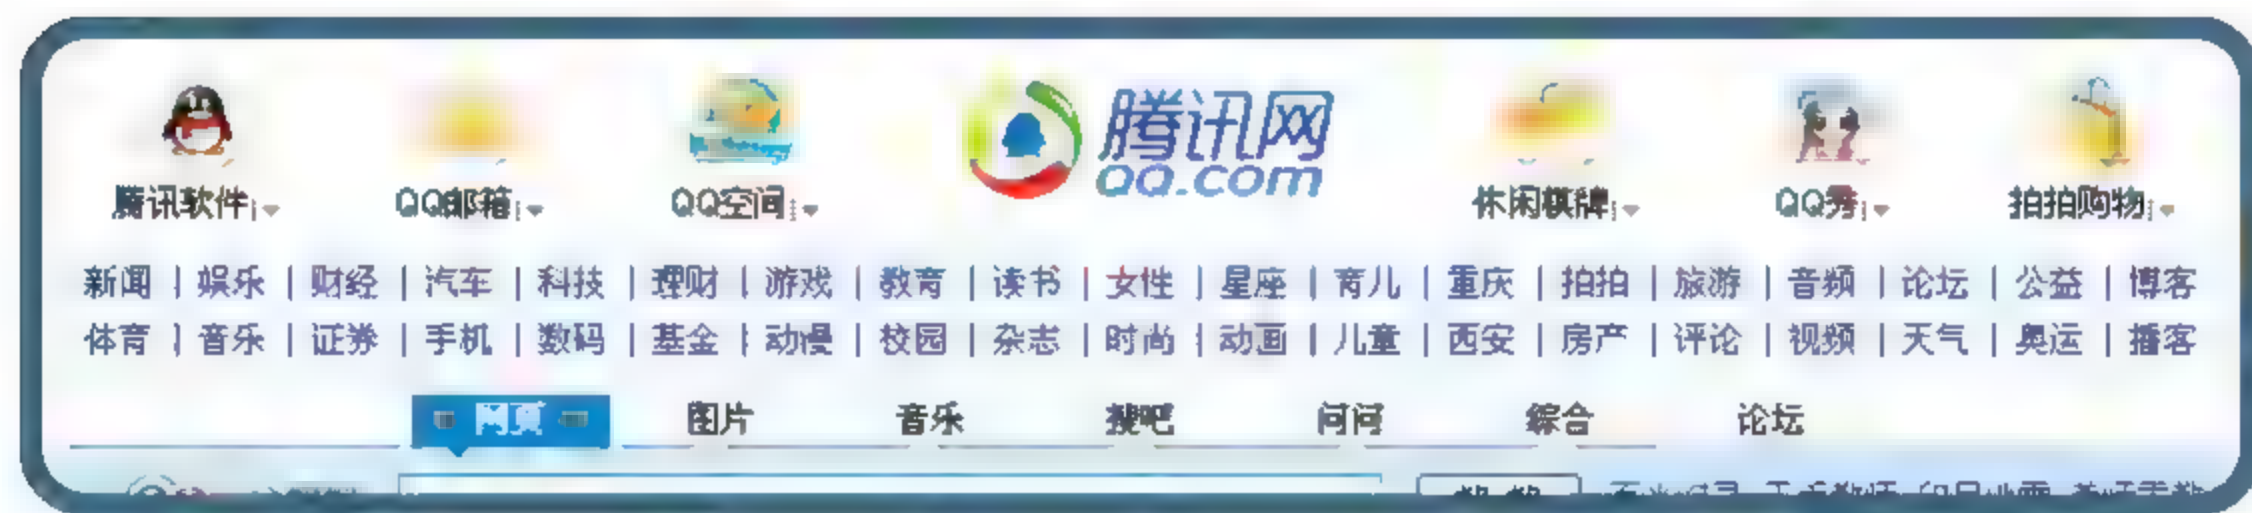 腾讯网
QQ.com
腾讯软件 QQ邮箱 QQ空间 休闲棋牌 QQ秀 拍拍购物
新闻 | 娱乐 | 财经 | 汽车 | 科技 | 理财 | 游戏 | 教育 | 读书 | 女性 | 星座 | 育儿 | 重庆 | 拍拍 | 旅游 | 音频 | 论坛 | 公益 | 博客
体育 | 音乐 | 证券 | 手机 | 数码 | 基金 | 动漫 | 校园 | 杂志 | 时尚 | 动画 | 儿童 | 西安 | 房产 | 评论 | 视频 | 天气 | 奥运 | 播客
网页 图片 音乐 搜吧 问问 综合 论坛